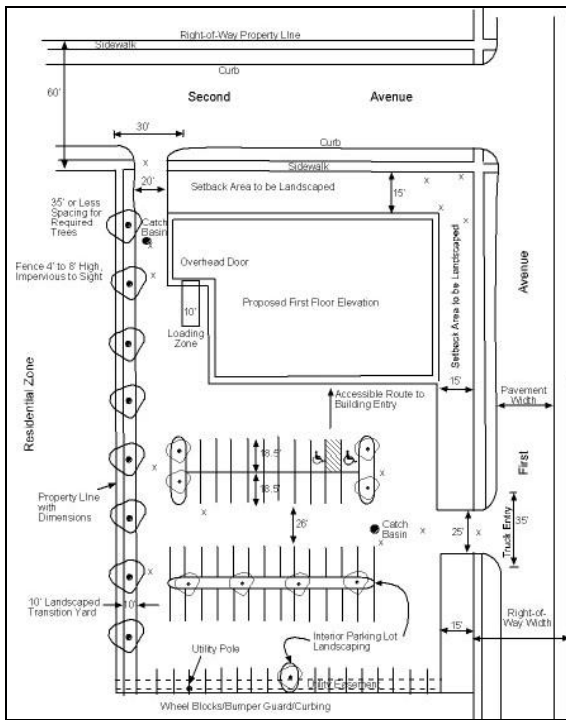 Right-of-Way Property LIne
Sidewalk
Curb
60'
Second Avenue
30'
Curb
Sidewalk
20'
Setback Area to be Landscaped
15'
35' or Less
Spacing for
Required
Trees
Catch
Basin
Fence 4' to 8' High,
Impervious to Sight
Overhead Door
Proposed First Floor Elevation
10'
Loading
Zone
Setback Area to be Landscaped
Avenue
Residential Zone
15'
Pavement
Width
Accessible Route to
Building Entry
First
18.5'
18.5'
Property LIne
with
Dimensions
26'
Catch
Basin
25'
Truck Entry
35'
10' Landscaped
Transition Yard
10'
Interior Parking Lot
Landscaping
15'
Right-of-
Way Width
Utility Pole
Utility Easement
Wheel Blocks/Bumper Guard/Curbing